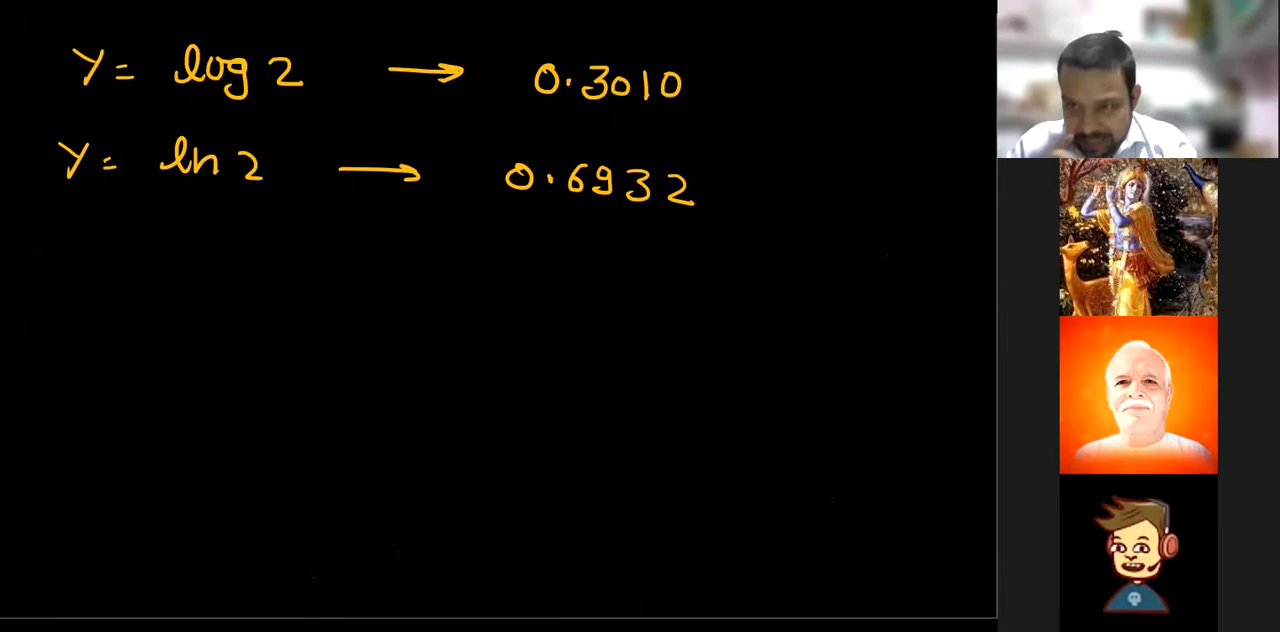 y = log 2 → 0.3010
y = ln 2 → 0.6932